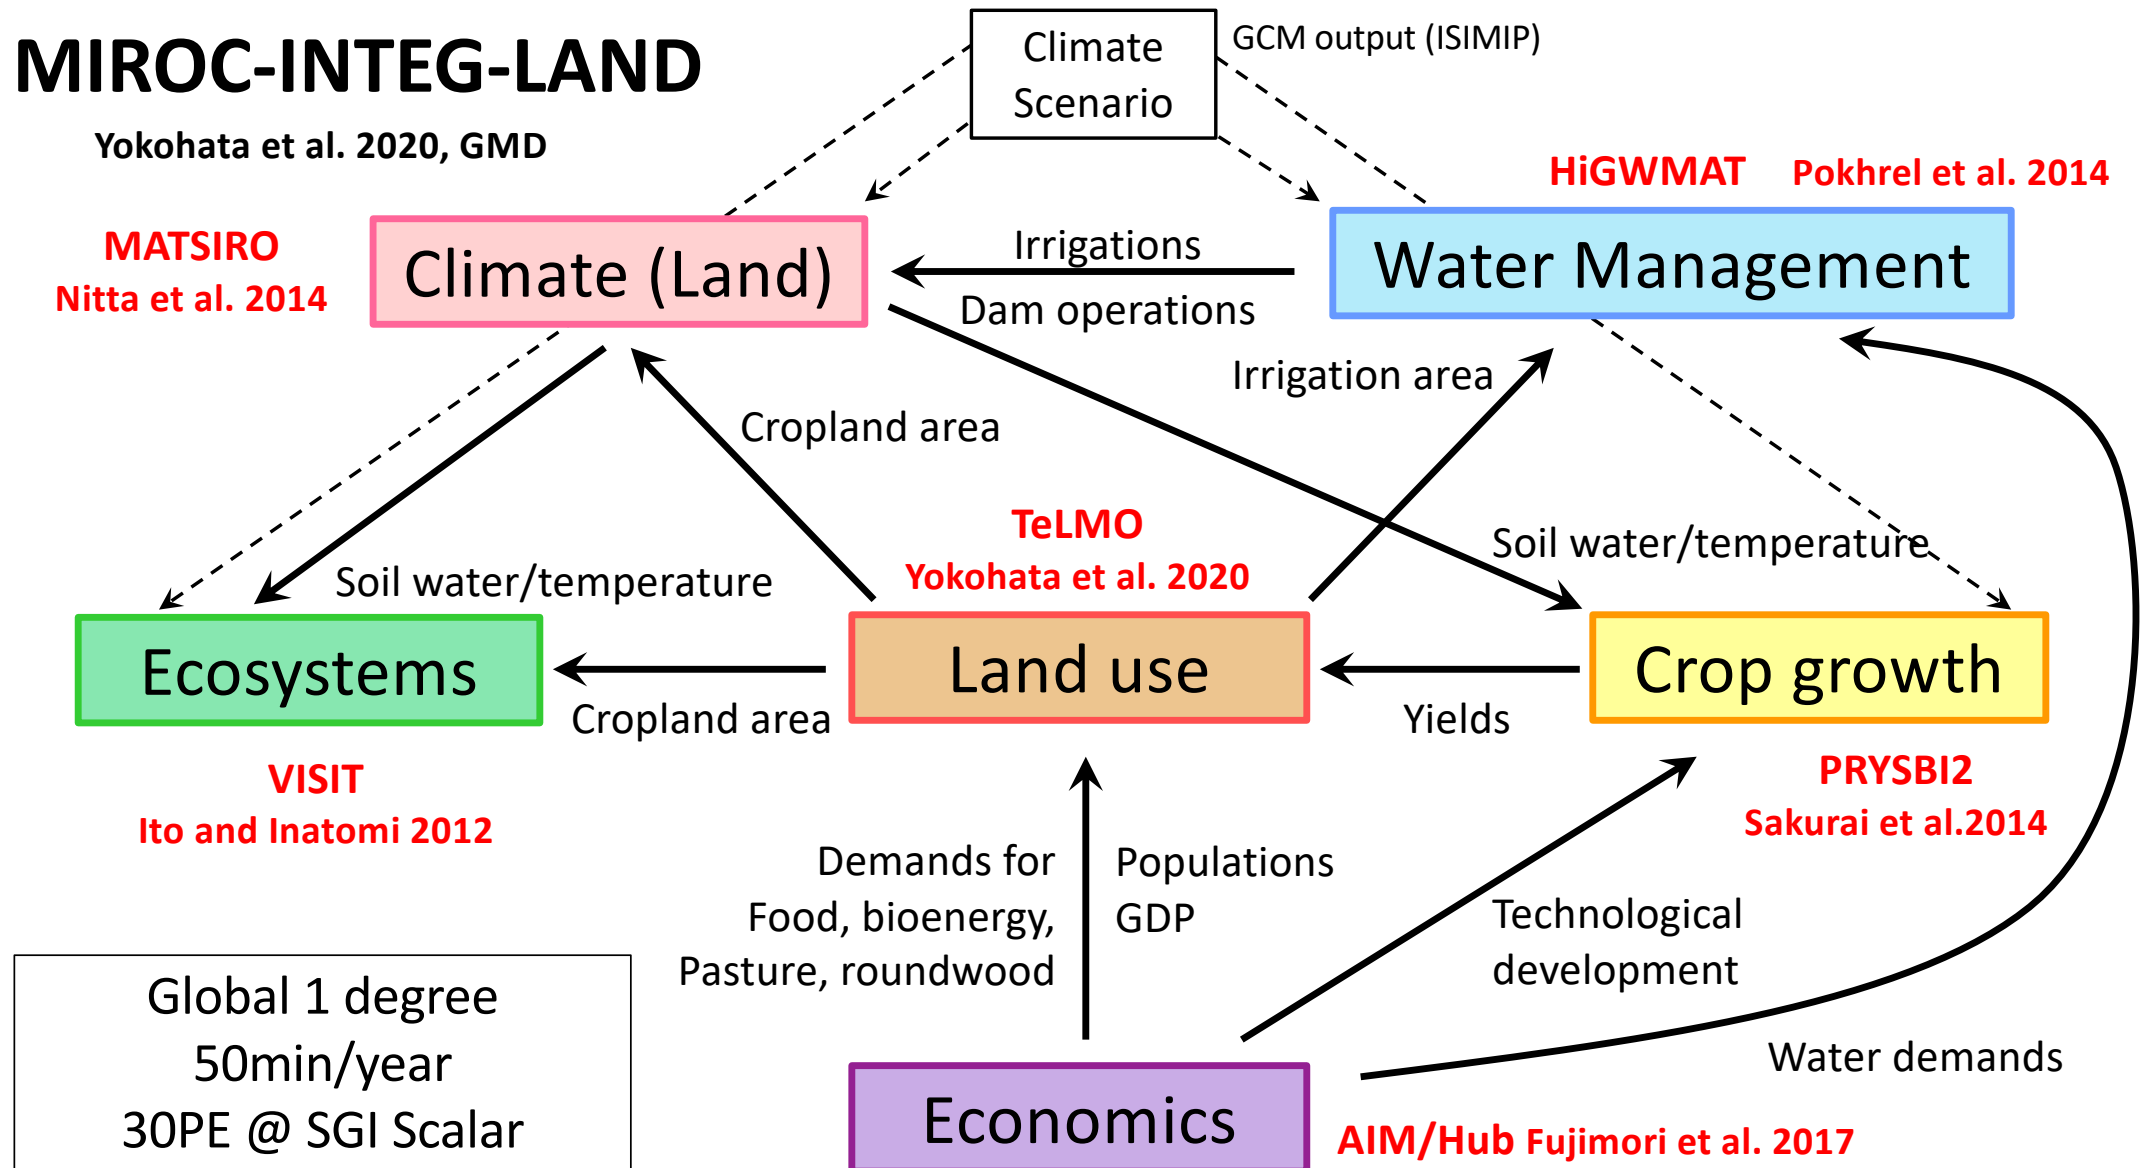 MIROC-INTEG-LAND
Yokohata et al. 2020, GMD
Climate
Scenario
GCM output (ISIMIP)
HiGWMAT Pokhrel et al. 2014
MATSIRO
Nitta et al. 2014
Climate (Land)
Irrigations
Dam operations
Water Management
Irrigation area
Cropland area
TeLMO
Yokohata et al. 2020
Soil water/temperature
Soil water/temperature
Ecosystems
Cropland area
Land use
Yields
Crop growth
VISIT
Ito and Inatomi 2012
PRYSBI2
Sakurai et al.2014
Demands for
Food, bioenergy,
Pasture, roundwood
Populations
GDP
Technological
development
Water demands
Global 1 degree
50min/year
30PE @ SGI Scalar
Economics
AIM/Hub Fujimori et al. 2017